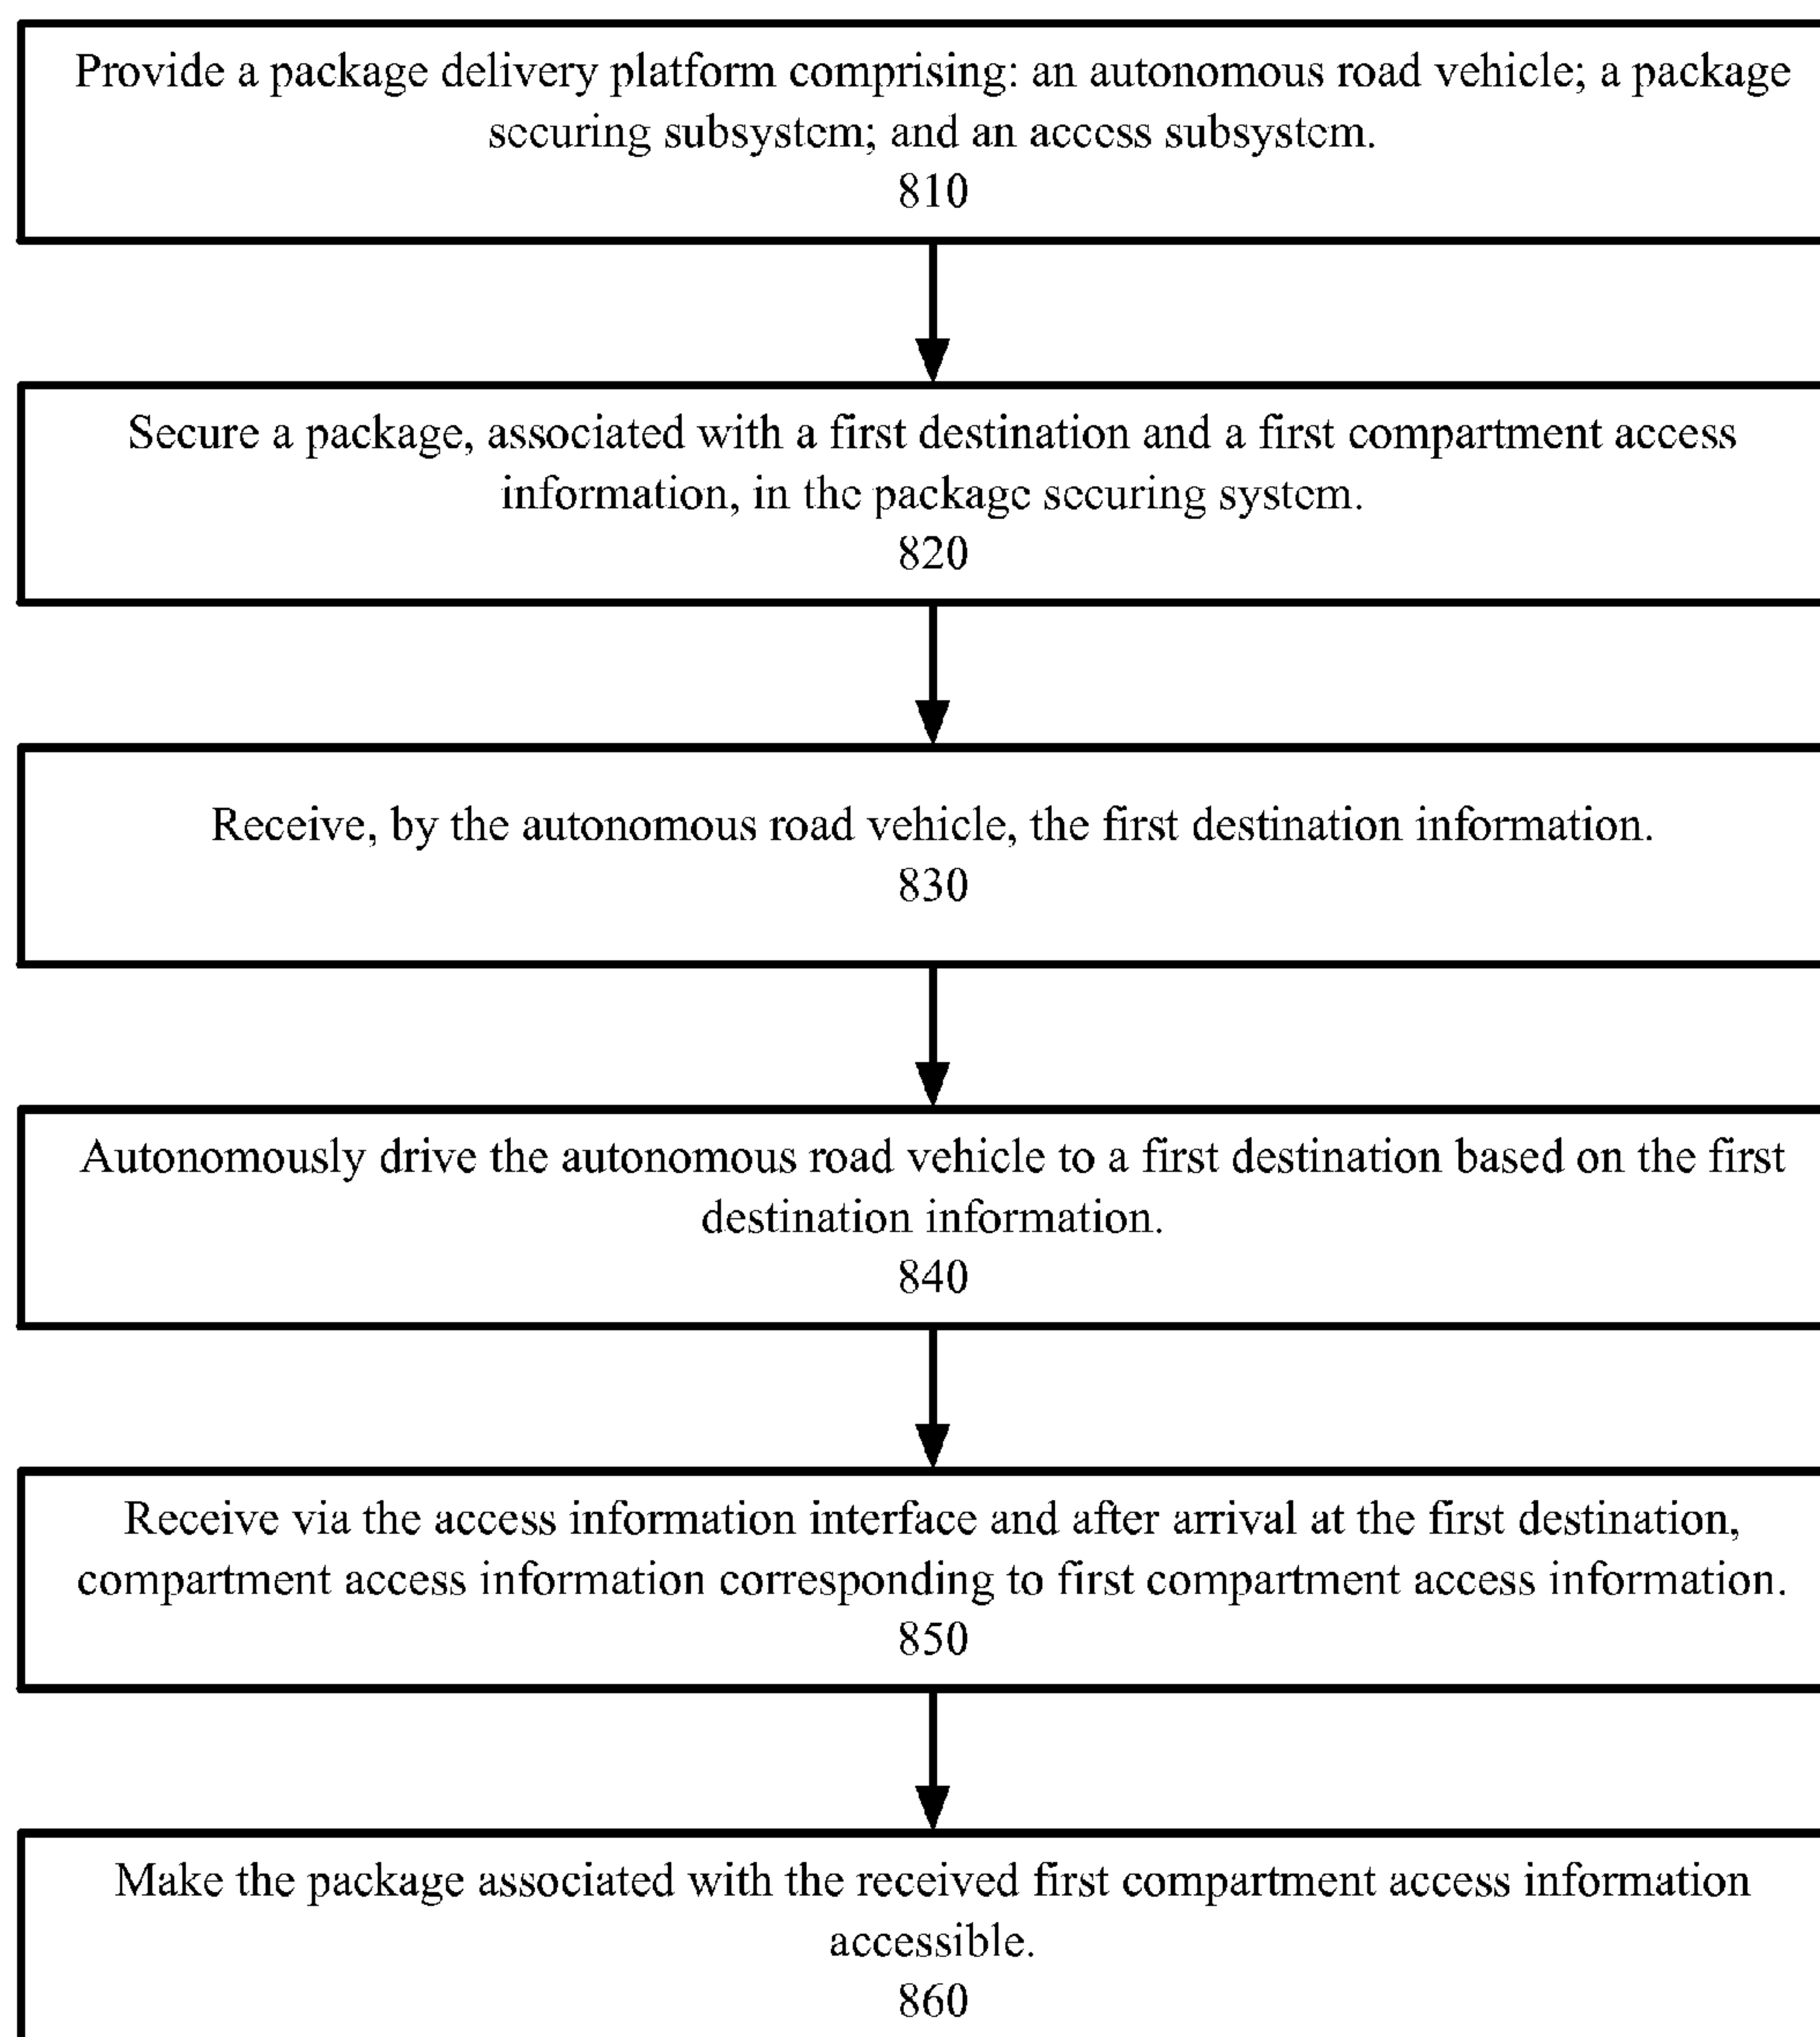 Provide a package delivery platform comprising: an autonomous road vehicle; a package
securing subsystem; and an access subsystem.
810
Secure a package, associated with a first destination and a first compartment access
information, in the package securing system.
820
Receive, by the autonomous road vehicle, the first destination information.
830
Autonomously drive the autonomous road vehicle to a first destination based on the first
destination information.
840
Receive via the access information interface and after arrival at the first destination,
compartment access information corresponding to first compartment access information.
850
Make the package associated with the received first compartment access information
accessible.
860